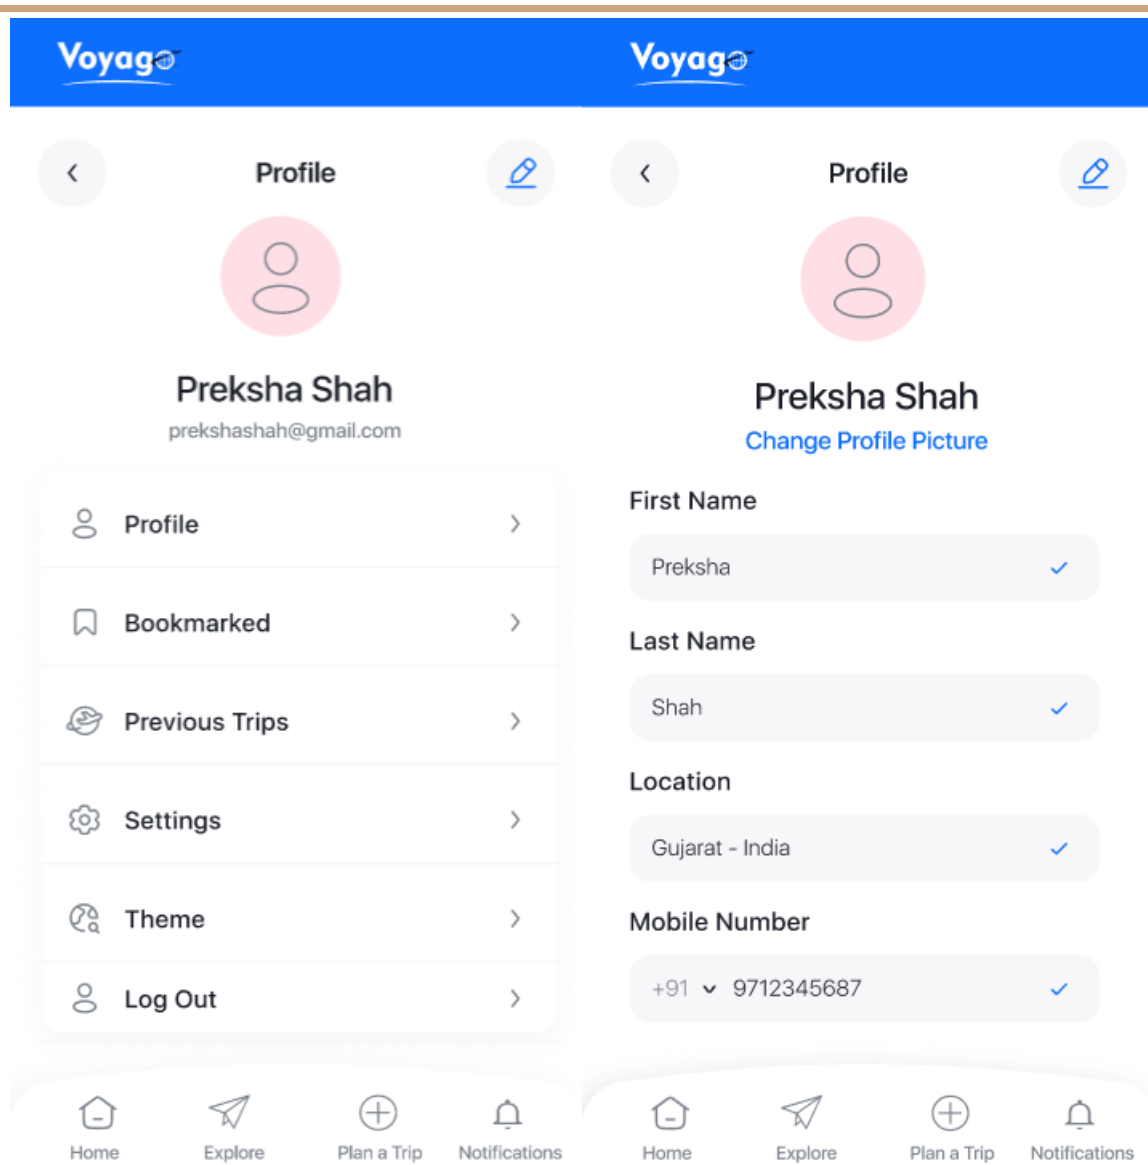 Voyago
Profile
Preksha Shah
prekshashah@gmail.com
Profile
Bookmarked
Previous Trips
Settings
Theme
Log Out
Home
Explore
Plan a Trip
Notifications
Voyago
Profile
Preksha Shah
Change Profile Picture
First Name
Preksha
Last Name
Shah
Location
Gujarat - India
Mobile Number
+91 9712345687
Home
Explore
Plan a Trip
Notifications